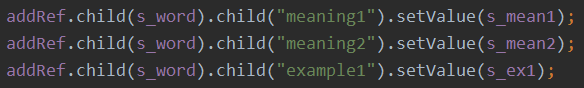 addRef.child(s_word).child("meaning1").setValue(s_mean1);
addRef.child(s_word).child("meaning2").setValue(s_mean2);
addRef.child(s_word).child("example1").setValue(s_ex1);